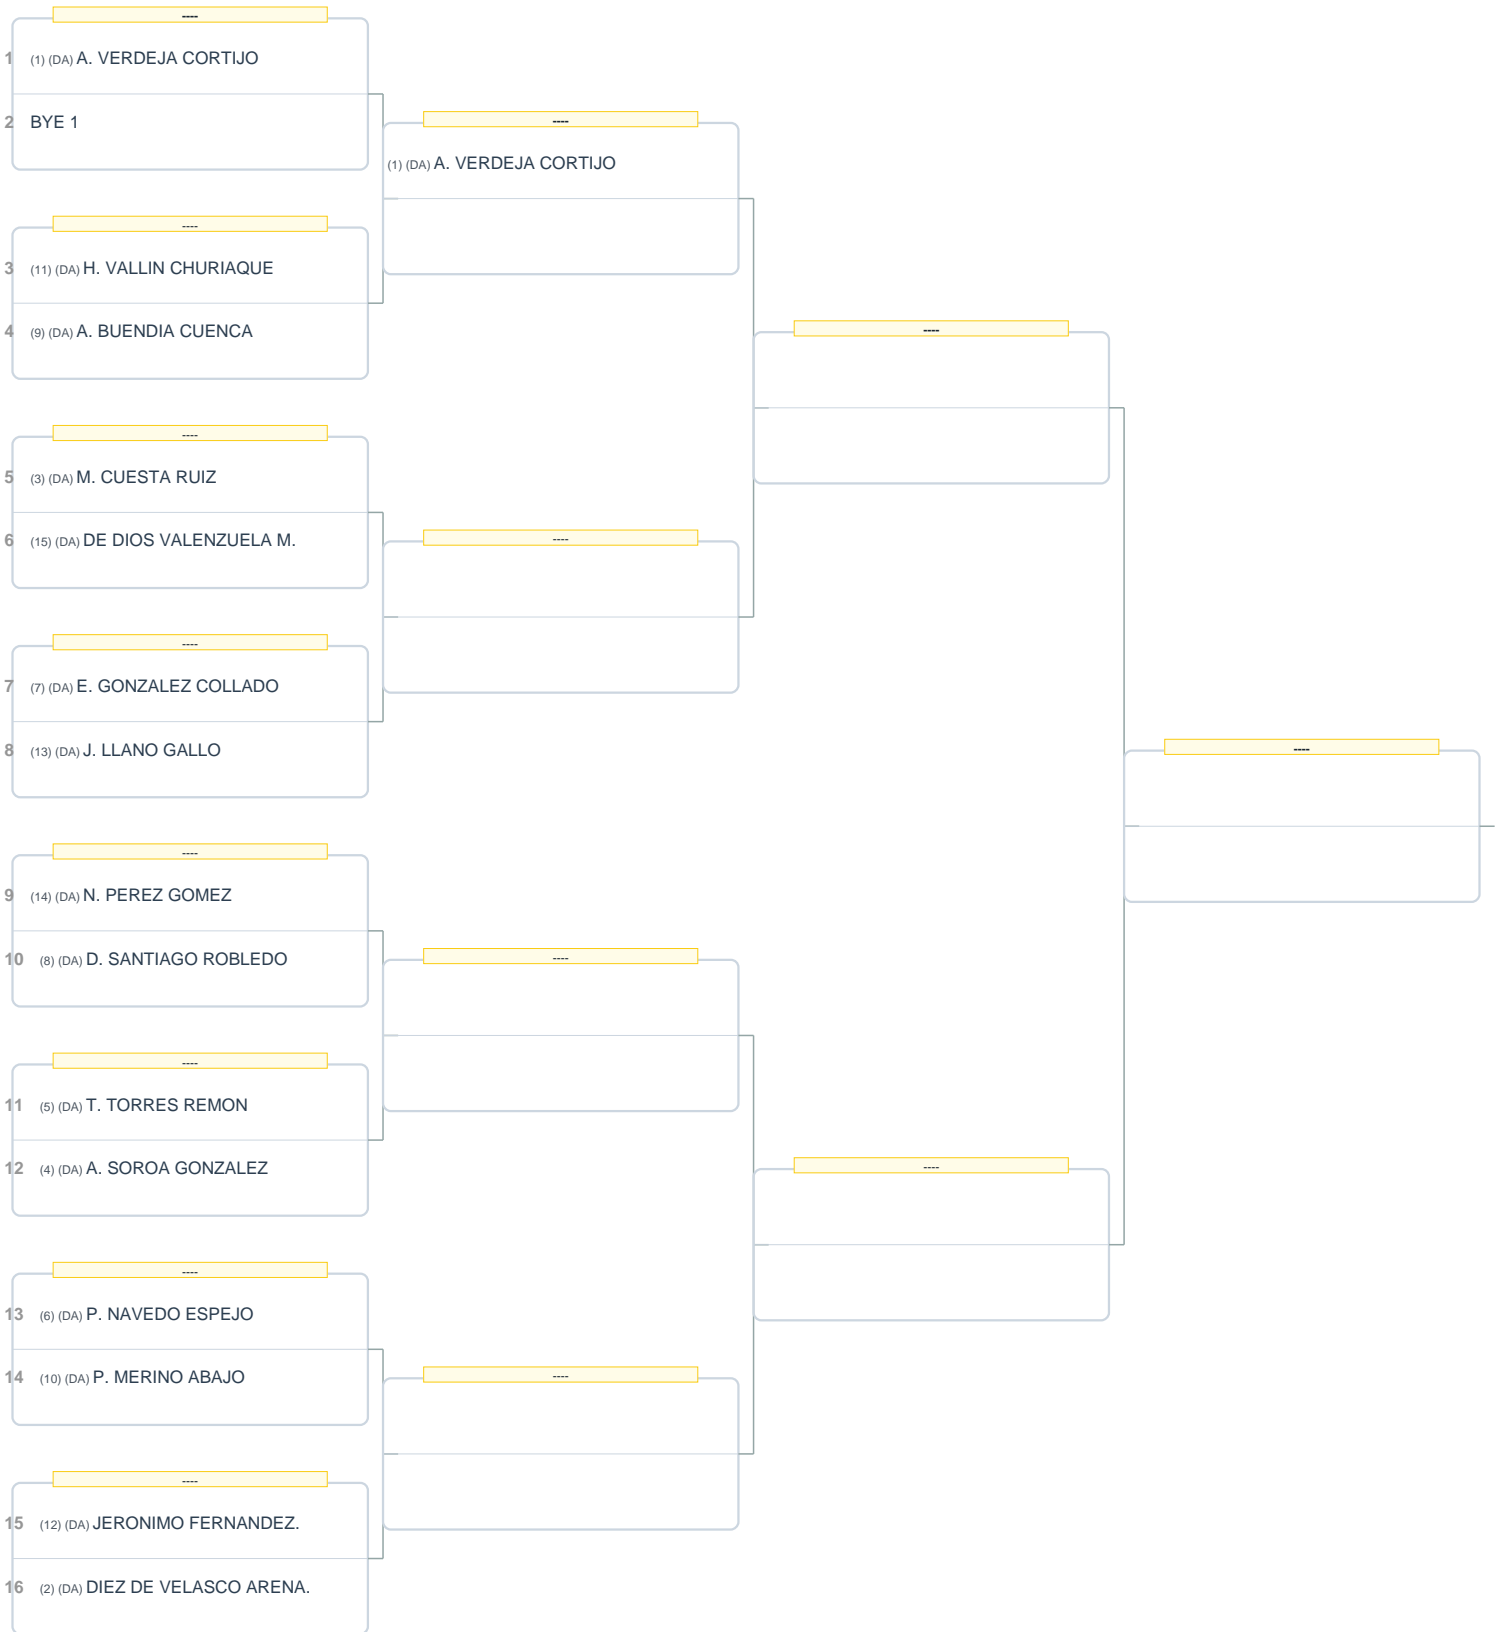 ----
1 (1) (DA) A. VERDEJA CORTIJO
2 BYE 1
----
3 (11) (DA) H. VALLIN CHURIAQUE
4 (9) (DA) A. BUENDIA CUENCA
----
5 (3) (DA) M. CUESTA RUIZ
6 (15) (DA) DE DIOS VALENZUELA M.
----
7 (7) (DA) E. GONZALEZ COLLADO
8 (13) (DA) J. LLANO GALLO
----
9 (14) (DA) N. PEREZ GOMEZ
10 (8) (DA) D. SANTIAGO ROBLEDO
----
11 (5) (DA) T. TORRES REMON
12 (4) (DA) A. SOROA GONZALEZ
----
13 (6) (DA) P. NAVEDO ESPEJO
14 (10) (DA) P. MERINO ABAJO
----
15 (12) (DA) JERONIMO FERNANDEZ.
16 (2) (DA) DIEZ DE VELASCO ARENA.
----
(1) (DA) A. VERDEJA CORTIJO
----
----
----
----
----
----